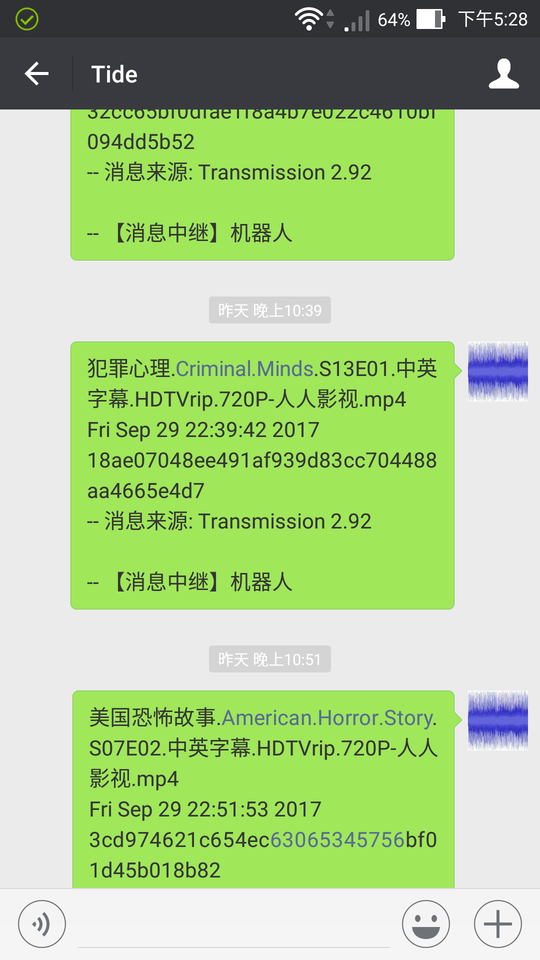 64% 下午5:28
Tide
094dd5b52
-- 消息来源: Transmission 2.92
-- 【消息中继】机器人
昨天 晚上10:39
犯罪心理.Criminal.Minds.S13E01.中英
字幕.HDTVrip.720P-人人影视.mp4
Fri Sep 29 22:39:42 2017
18ae07048ee491af939d83cc704488
aa4665e4d7
-- 消息来源: Transmission 2.92
-- 【消息中继】机器人
昨天 晚上10:51
美国恐怖故事.American.Horror.Story.
S07E02.中英字幕.HDTVrip.720P-人人
影视.mp4
Fri Sep 29 22:51:53 2017
3cd974621c654ec63065345756bf0
1d45b018b82